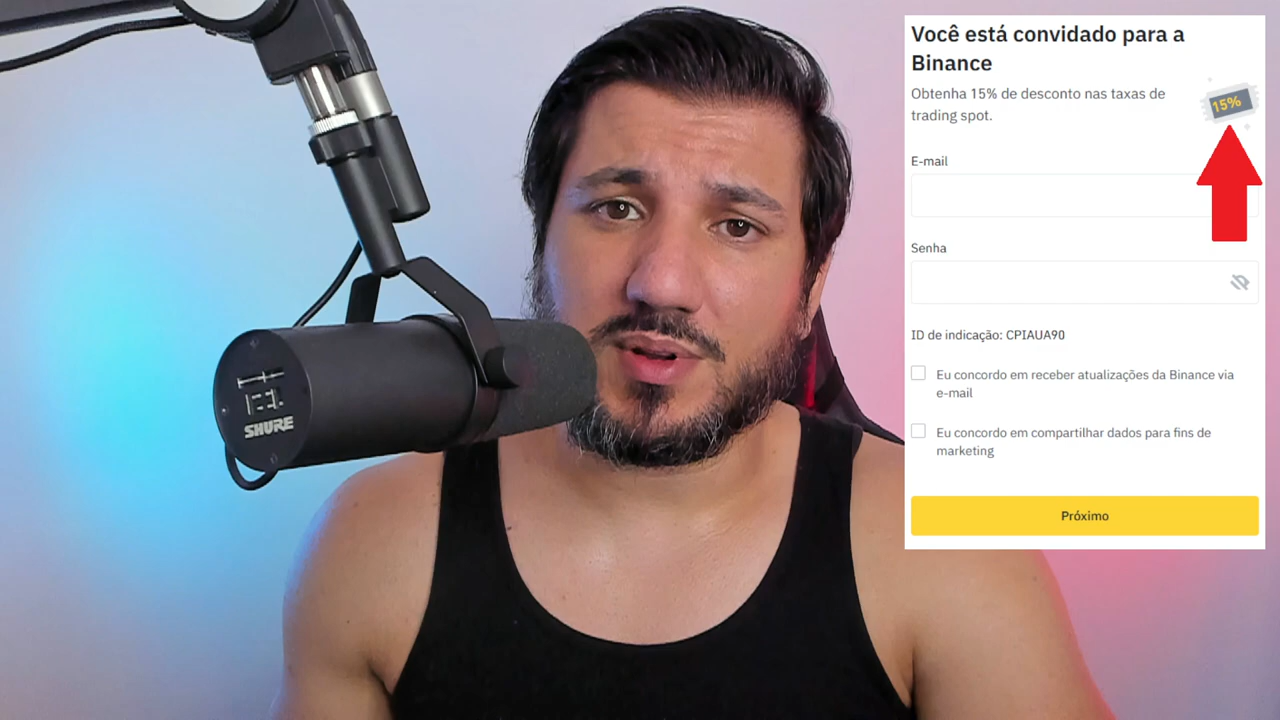 Você está convidado para a
Binance
Obtenha 15% de desconto nas taxas de
trading spot.
15%
E-mail
Senha
ID de indicação: CPIAUA90
Eu concordo em receber atualizações da Binance via
e-mail
Eu concordo em compartilhar dados para fins de
marketing
Próximo
SHURE